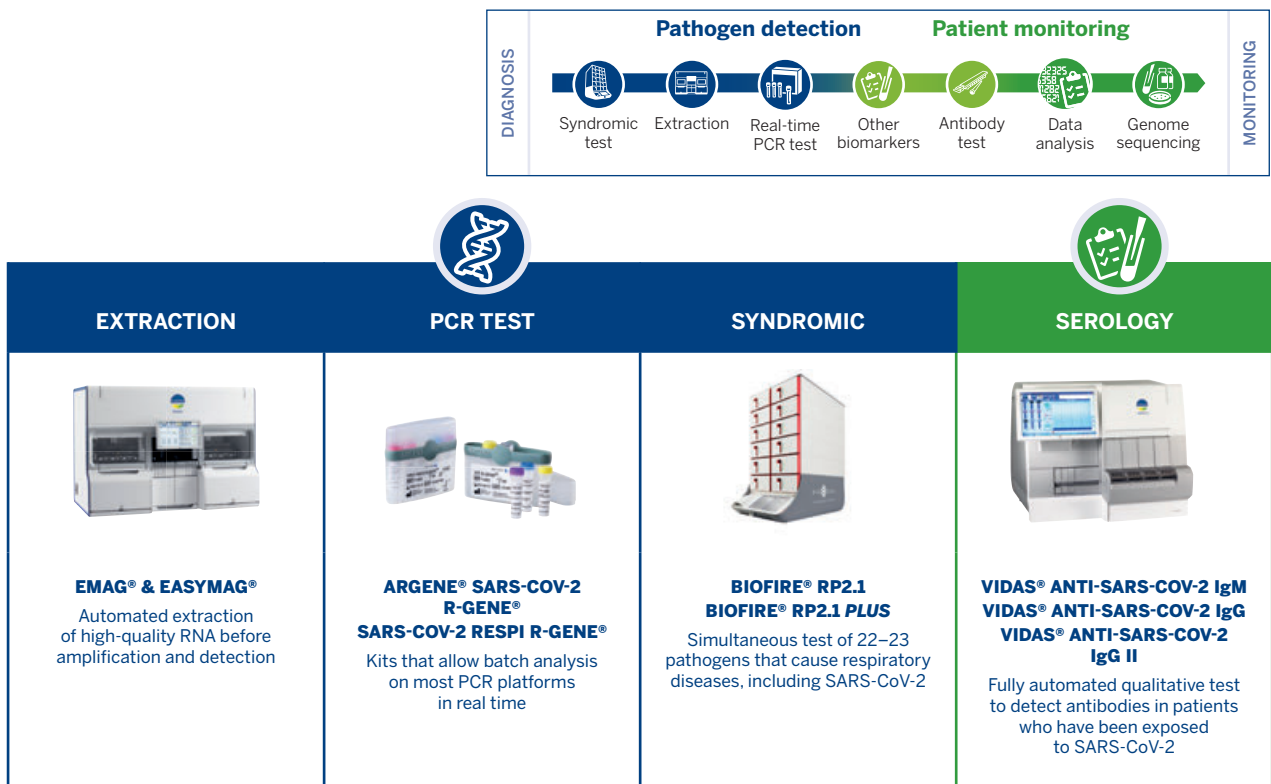 DIAGNOSIS
Pathogen detection
Patient monitoring
Syndromic
test
Extraction
Real-time
PCR test
Other
biomarkers
Antibody
test
Data
analysis
Genome
sequencing
MONITORING
EXTRACTION
PCR TEST
SYNDROMIC
SEROLOGY
EMAG® & EASYMAG®
Automated extraction
of high-quality RNA before
amplification and detection
ARGENE® SARS-COV-2
R-GENE®
SARS-COV-2 RESPI R-GENE®
Kits that allow batch analysis
on most PCR platforms
in real time
BIOFIRE® RP2.1
BIOFIRE® RP2.1 PLUS
Simultaneous test of 22–23
pathogens that cause respiratory
diseases, including SARS-CoV-2
VIDAS® ANTI-SARS-COV-2 IgM
VIDAS® ANTI-SARS-COV-2 IgG
VIDAS® ANTI-SARS-COV-2
IgG II
Fully automated qualitative test
to detect antibodies in patients
who have been exposed
to SARS-CoV-2